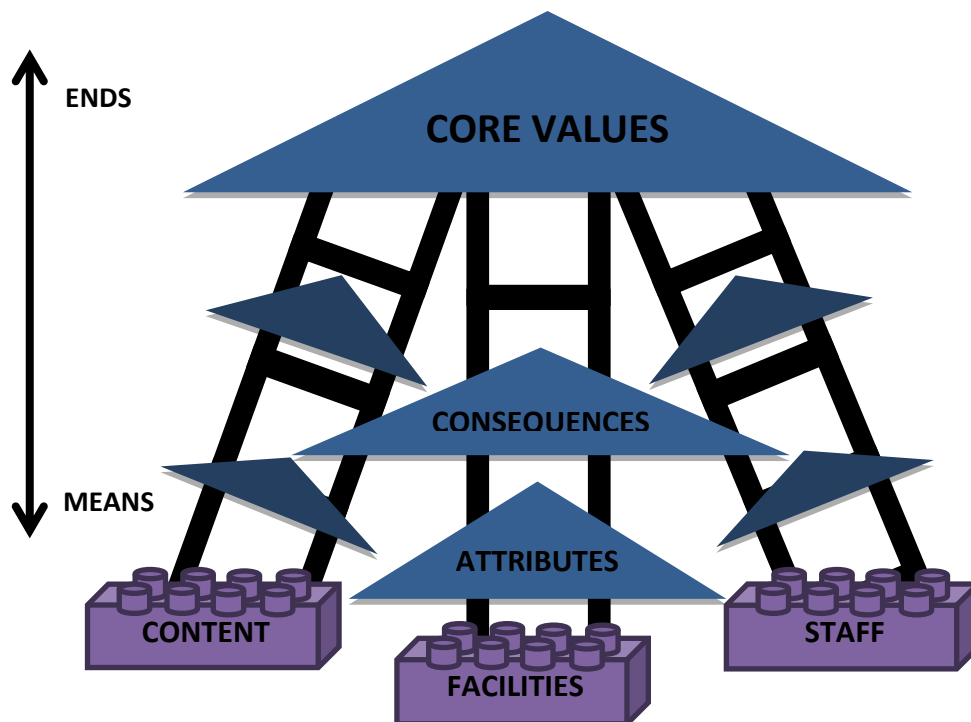 ENDS
CORE VALUES
CONSEQUENCES
MEANS
ATTRIBUTES
CONTENT
STAFF
FACILITIES